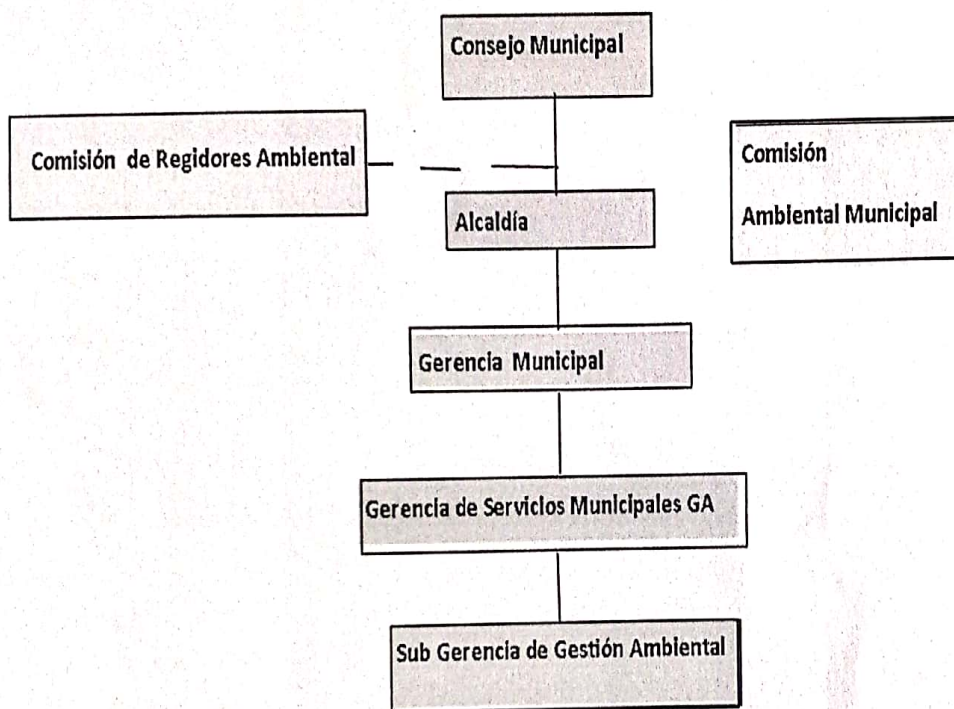 Consejo Municipal
Comisión de Regidores Ambiental
Comisión
Ambiental Municipal
Alcaldía
Gerencia Municipal
Gerencia de Servicios Municipales GA
Sub Gerencia de Gestión Ambiental